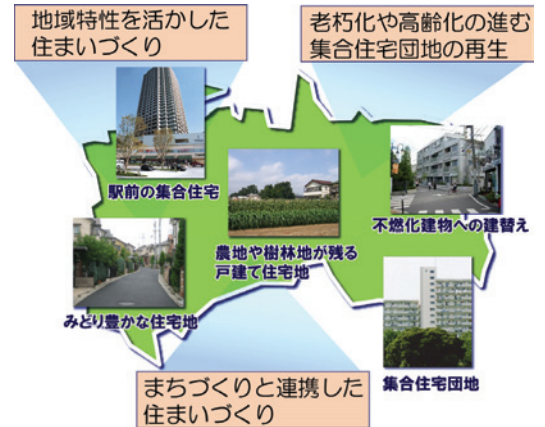 地域特性を活かした
住まいづくり
老朽化や高齢化の進む
集合住宅団地の再生
駅前の集合住宅
農地や樹林地が残る
戸建て住宅地
不燃化建物への建替え
みどり豊かな住宅地
集合住宅団地
まちづくりと連携した
住まいづくり